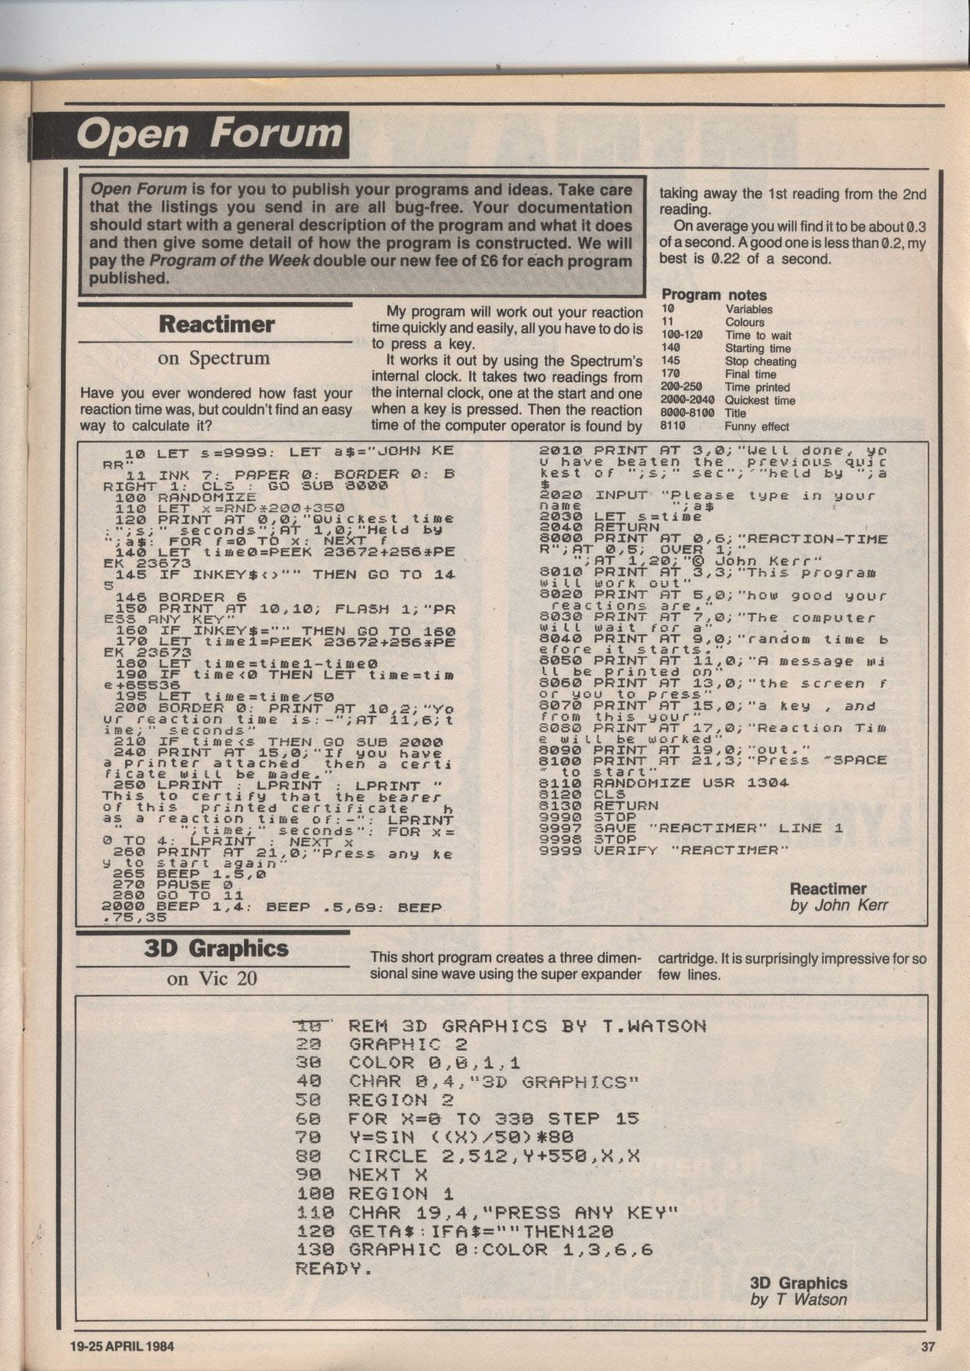 Open Forum
Open Forum is for you to publish your programs and ideas. Take care
that the listings you send in are all bug-free. Your documentation
should start with a general description of the program and what it does
and then give some detail of how the program is constructed. We will
pay the Program of the Week double our new fee of £6 for each program
published.
Reactimer
on Spectrum
Have you ever wondered how fast your
reaction time was, but couldn't find an easy
way to calculate it?
My program will work out your reaction
time quickly and easily, all you have to do is
to press a key.
It works it out by using the Spectrum's
internal clock. It takes two readings from
the internal clock, one at the start and one
when a key is pressed. Then the reaction
time of the computer operator is found by
taking away the 1st reading from the 2nd
reading.
On average you will find it to be about 0.3
of a second. A good one is less than 0.2, my
best is 0.22 of a second.
Program notes
10 Variables
11 Colours
100-120 Time to wait
140 Starting time
145 Stop cheating
170 Final time
200-250 Time printed
2000-2040 Quickest time
8000-8100 Title
8110 Funny effect
10 LET s=9999: LET a$="JOHN KE
RR"
11 INK 7: PAPER 0: BORDER 0: B
RIGHT 1: CLS : GO SUB 8000
100 RANDOMIZE
110 LET x=RND*200+350
120 PRINT AT 0,0;"Quickest time
:";s;" seconds";AT 1,0;"Held by
";a$: FOR f=0 TO x: NEXT f
140 LET time0=PEEK 23672+256*PE
EK 23673
145 IF INKEY$<>"" THEN GO TO 14
5
146 BORDER 6
150 PRINT AT 10,10; FLASH 1;"PR
ESS ANY KEY"
160 IF INKEY$="" THEN GO TO 160
170 LET time1=PEEK 23672+256*PE
EK 23673
180 LET time=time1-time0
190 IF time<0 THEN LET time=tim
e+65536
195 LET time=time/50
200 BORDER 0: PRINT AT 10,2;"Yo
ur reaction time is:-";AT 11,6;t
ime;" seconds"
210 IF time<s THEN GO SUB 2000
240 PRINT AT 15,0;"If you have
a printer attached then a certi
ficate will be made."
250 LPRINT : LPRINT : LPRINT "
This to certify that the bearer
of this printed certificate h
as a reaction time of:-": LPRINT
" ";time;" seconds": FOR x=
0 TO 4: LPRINT : NEXT x
260 PRINT AT 21,0;"Press any ke
y to start again"
265 BEEP 1.5,0
270 PAUSE 0
280 GO TO 11
2000 BEEP 1,4: BEEP .5,69: BEEP
.75,35
2010 PRINT AT 3,0;"Well done, yo
u have beaten the previous quic
kest of ";s;" sec"''"held by ";a
$
2020 INPUT "Please type in your
name ";a$
2030 LET s=time
2040 RETURN
8000 PRINT AT 0,6;"REACTION-TIME
R";AT 0,5; OVER 1;"
";AT 1,20;"© John Kerr"
8010 PRINT AT 3,3;"This program
will work out"
8020 PRINT AT 5,0;"how good your
reactions are."
8030 PRINT AT 7,0;"The computer
will wait for a"
8040 PRINT AT 9,0;"random time b
efore it starts."
8050 PRINT AT 11,0;"A message wi
ll be printed on"
8060 PRINT AT 13,0;"the screen f
or you to press"
8070 PRINT AT 15,0;"a key , and
from this your"
8080 PRINT AT 17,0;"Reaction Tim
e will be worked"
8090 PRINT AT 19,0;"out."
8100 PRINT AT 21,3;"Press "SPACE
" to start"
8110 RANDOMIZE USR 1304
8120 CLS
8130 RETURN
9990 STOP
9997 SAVE "REACTIMER" LINE 1
9998 STOP
9999 VERIFY "REACTIMER"
Reactimer
by John Kerr
3D Graphics
on Vic 20
This short program creates a three dimen-
sional sine wave using the super expander
cartridge. It is surprisingly impressive for so
few lines.
10 REM 3D GRAPHICS BY T.WATSON
20 GRAPHIC 2
30 COLOR 0,0,1,1
40 CHAR 0,4,"3D GRAPHICS"
50 REGION 2
60 FOR X=0 TO 330 STEP 15
70 Y=SIN ((X)/50)*80
80 CIRCLE 2,512,Y+550,X,X
90 NEXT X
100 REGION 1
110 CHAR 19,4,"PRESS ANY KEY"
120 GETA$:IFA$=""THEN120
130 GRAPHIC 0:COLOR 1,3,6,6
READY.
3D Graphics
by T Watson
19-25 APRIL 1984
37